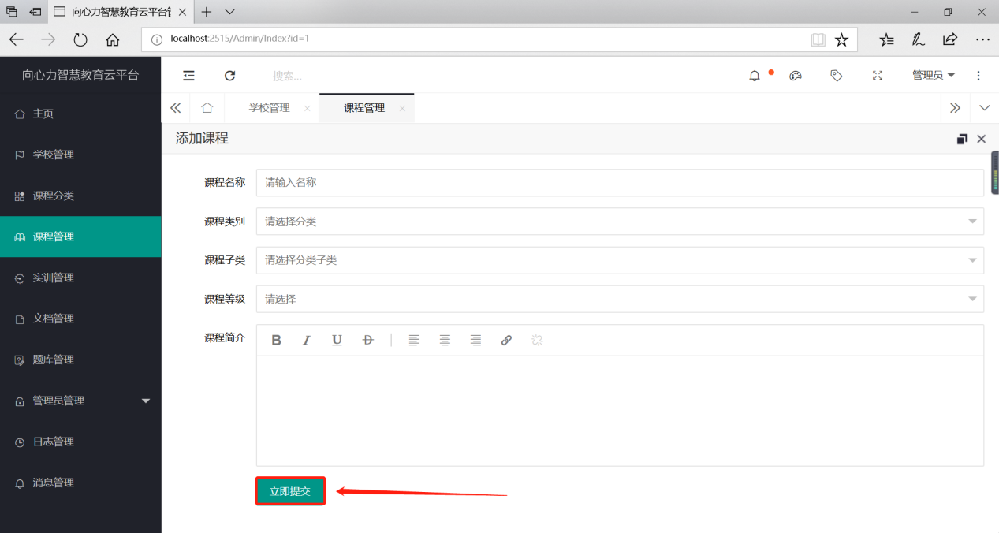 向心力智慧教育云平台管
localhost:2515/Admin/Index?id=1
向心力智慧教育云平台
搜索...
管理员
主页
学校管理
课程管理
学校管理
添加课程
课程名称
请输入名称
课程分类
课程类别
请选择分类
课程管理
课程子类
请选择分类子类
实训管理
课程等级
请选择
文档管理
课程简介
B I U D
题库管理
管理员管理
日志管理
消息管理
立即提交